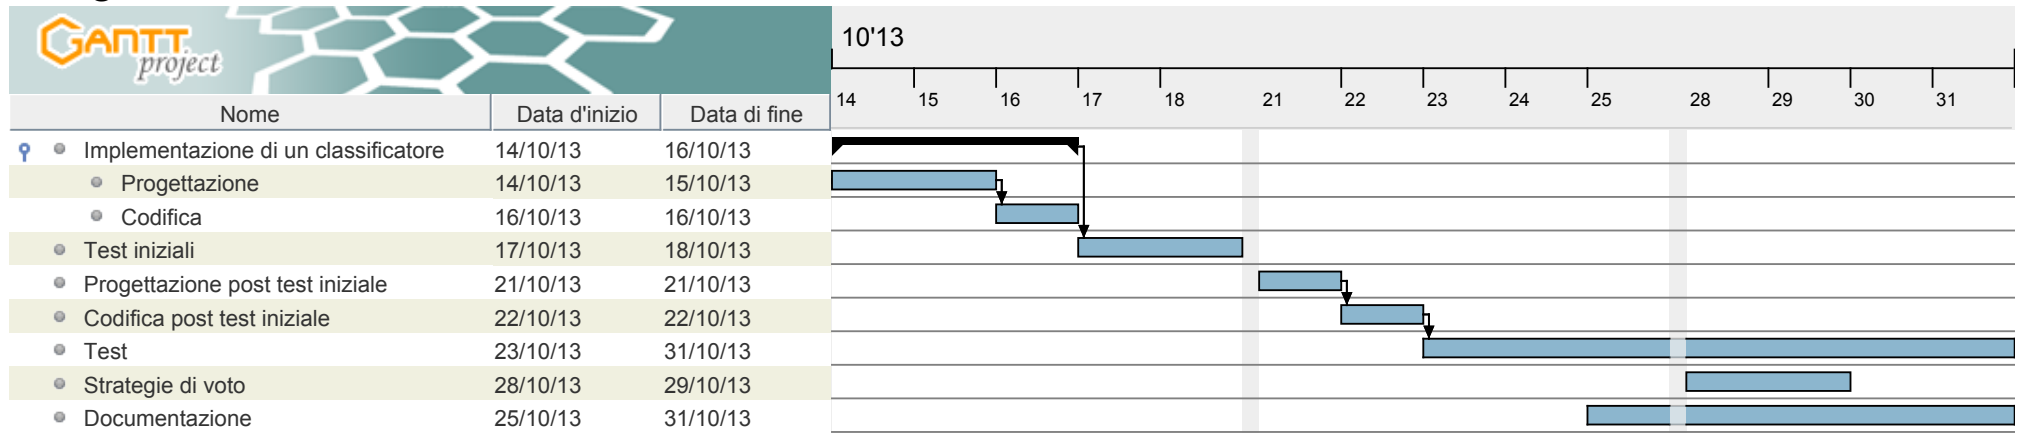 GANTT
project
10'13
14 15 16 17 18 21 22 23 24 25 28 29 30 31
Nome Data d'inizio Data di fine
Implementazione di un classificatore 14/10/13 16/10/13
Progettazione 14/10/13 15/10/13
Codifica 16/10/13 16/10/13
Test iniziali 17/10/13 18/10/13
Progettazione post test iniziale 21/10/13 21/10/13
Codifica post test iniziale 22/10/13 22/10/13
Test 23/10/13 31/10/13
Strategie di voto 28/10/13 29/10/13
Documentazione 25/10/13 31/10/13